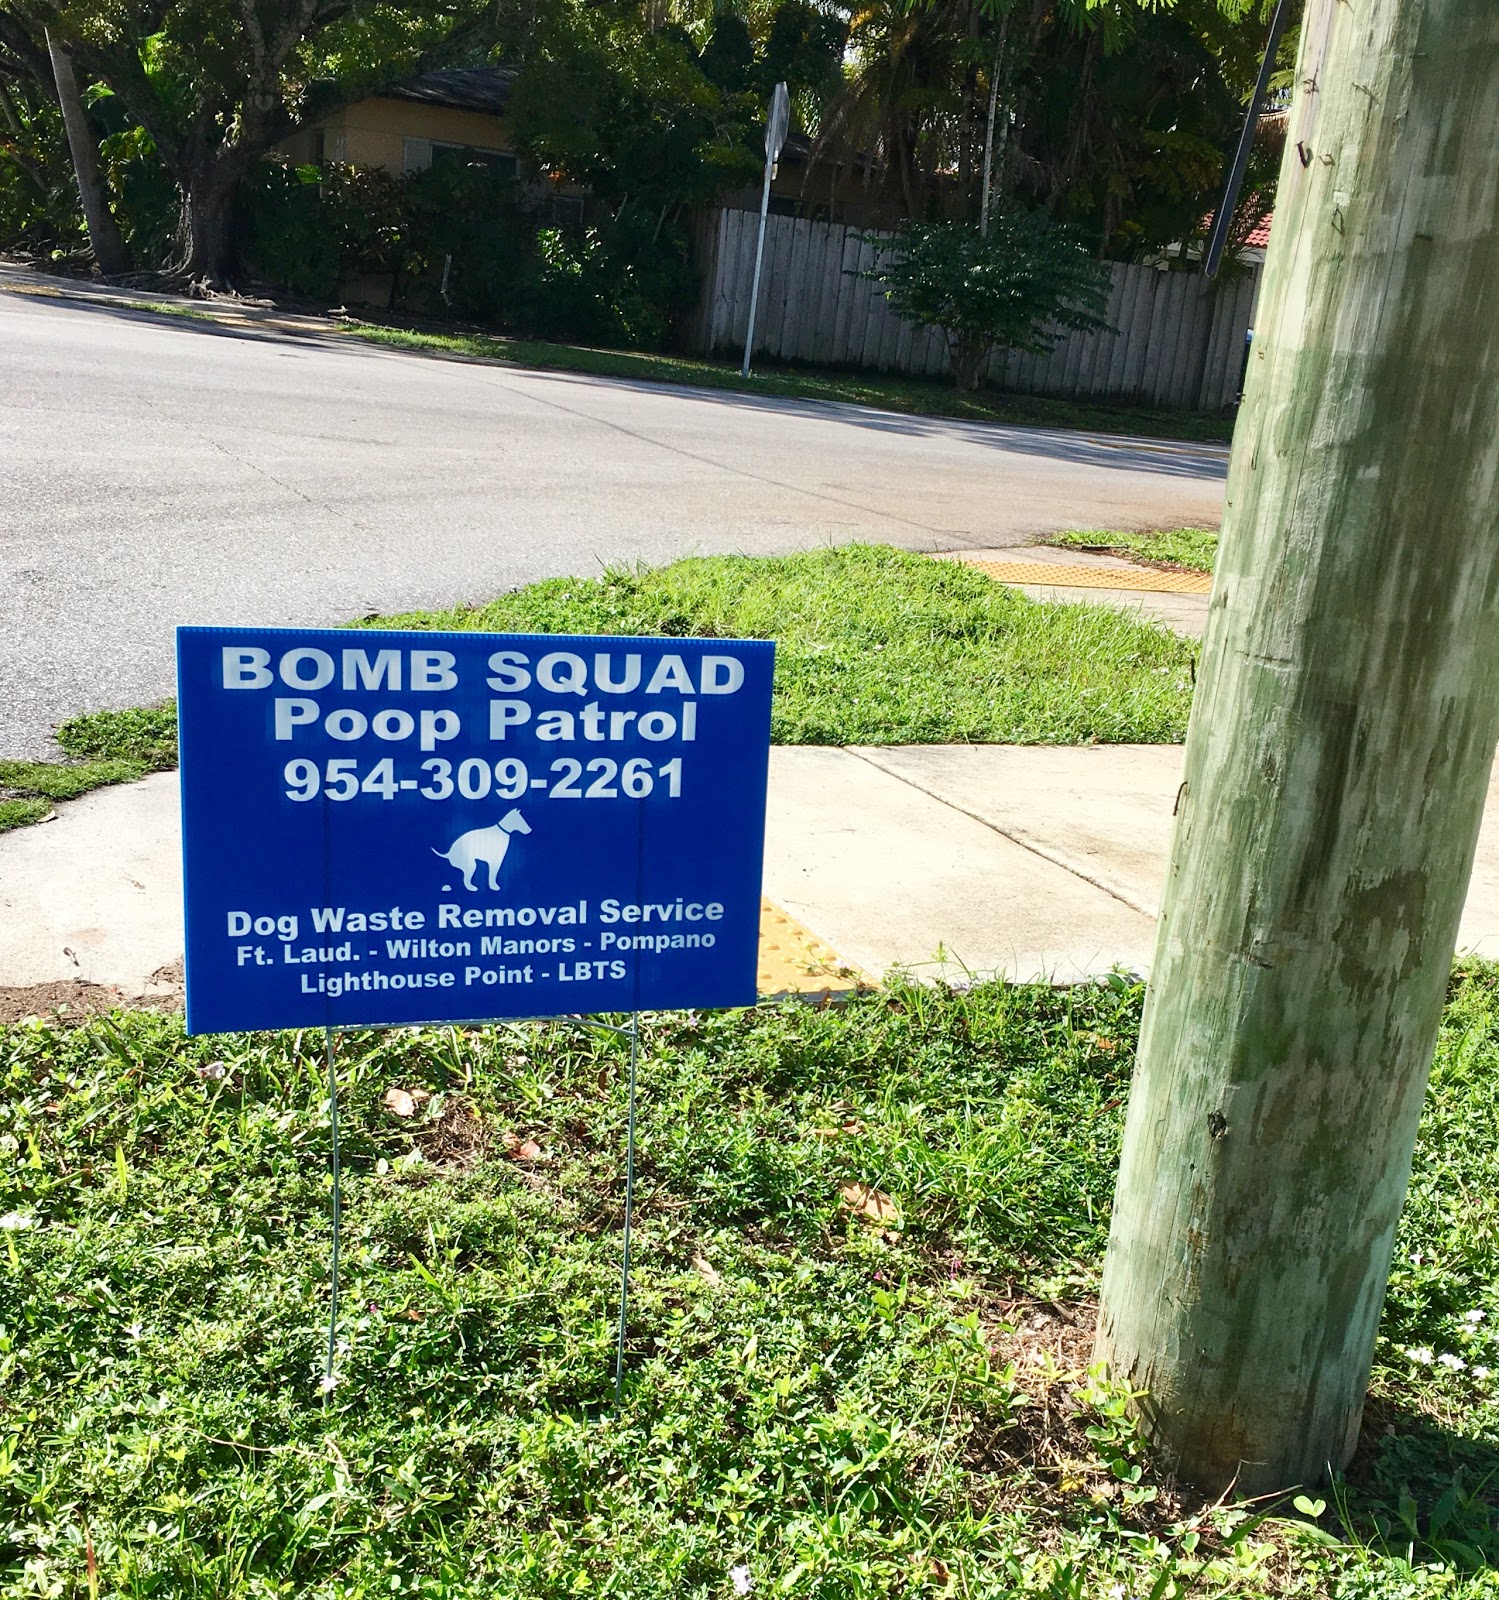 BOMB SQUAD
Poop Patrol
954-309-2261
Dog Waste Removal Service
Ft. Laud. - Wilton Manors - Pompano
Lighthouse Point - LBTS